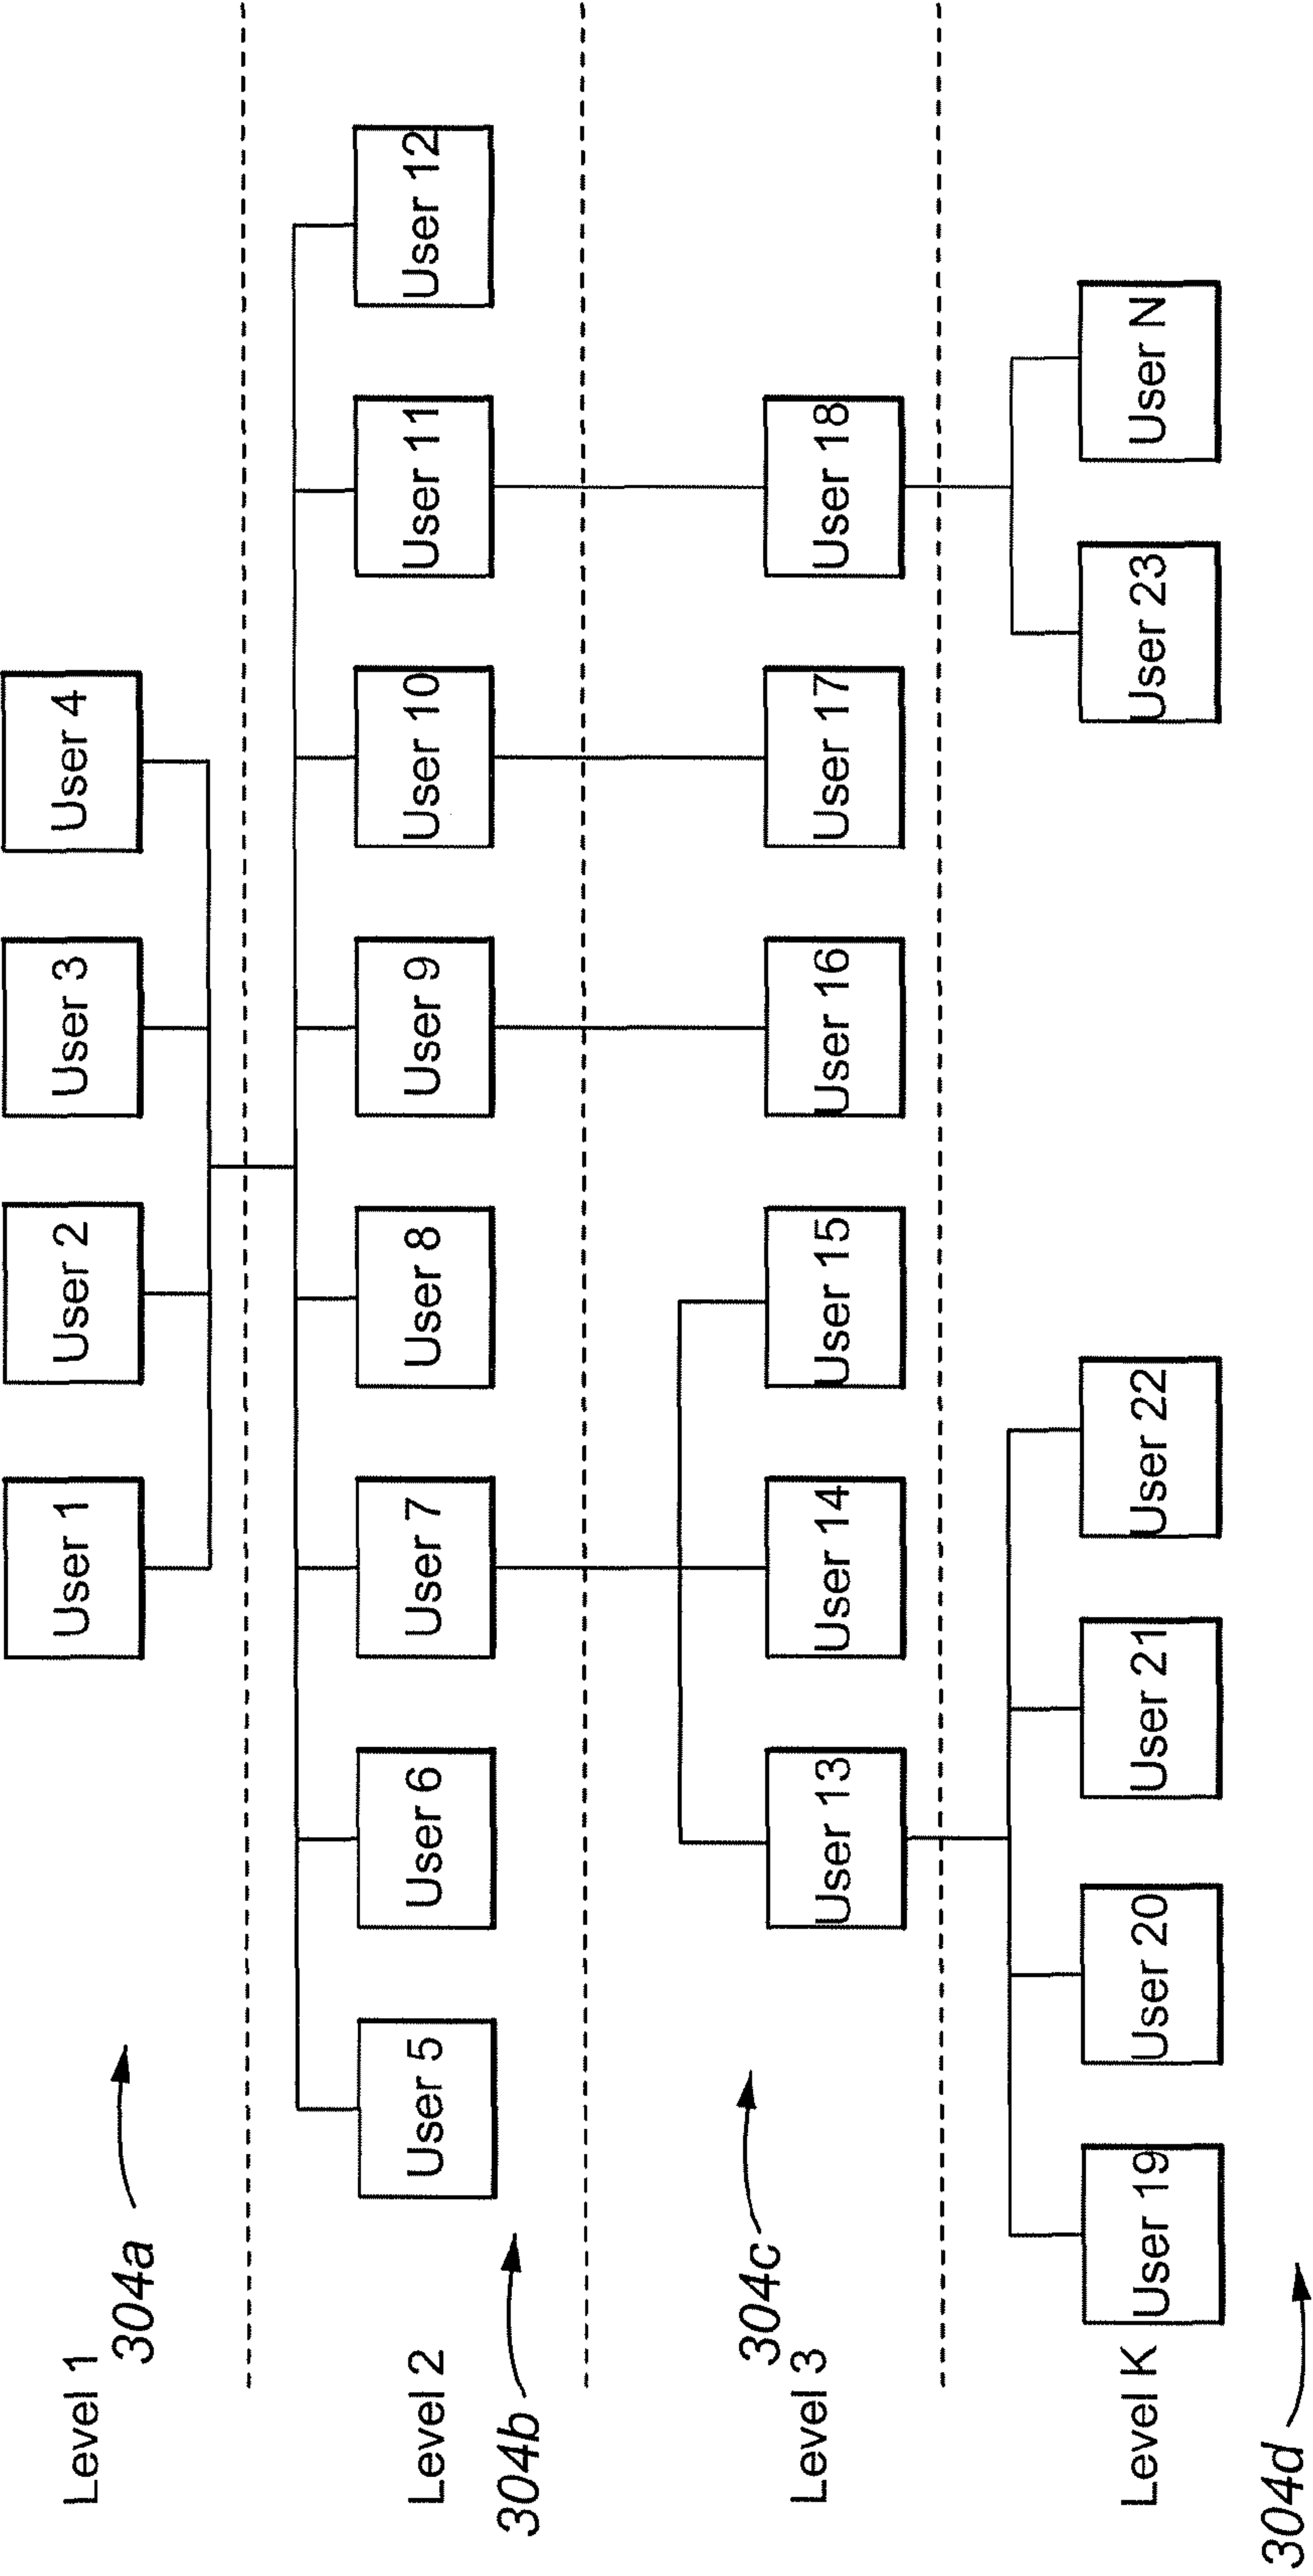 Level 1
304a
User 1
User 2
User 3
User 4
Level 2
304b
User 5
User 6
User 7
User 8
User 9
User 10
User 11
User 12
Level 3
304c
User 13
User 14
User 15
User 16
User 17
User 18
Level K
304d
User 19
User 20
User 21
User 22
User 23
User N